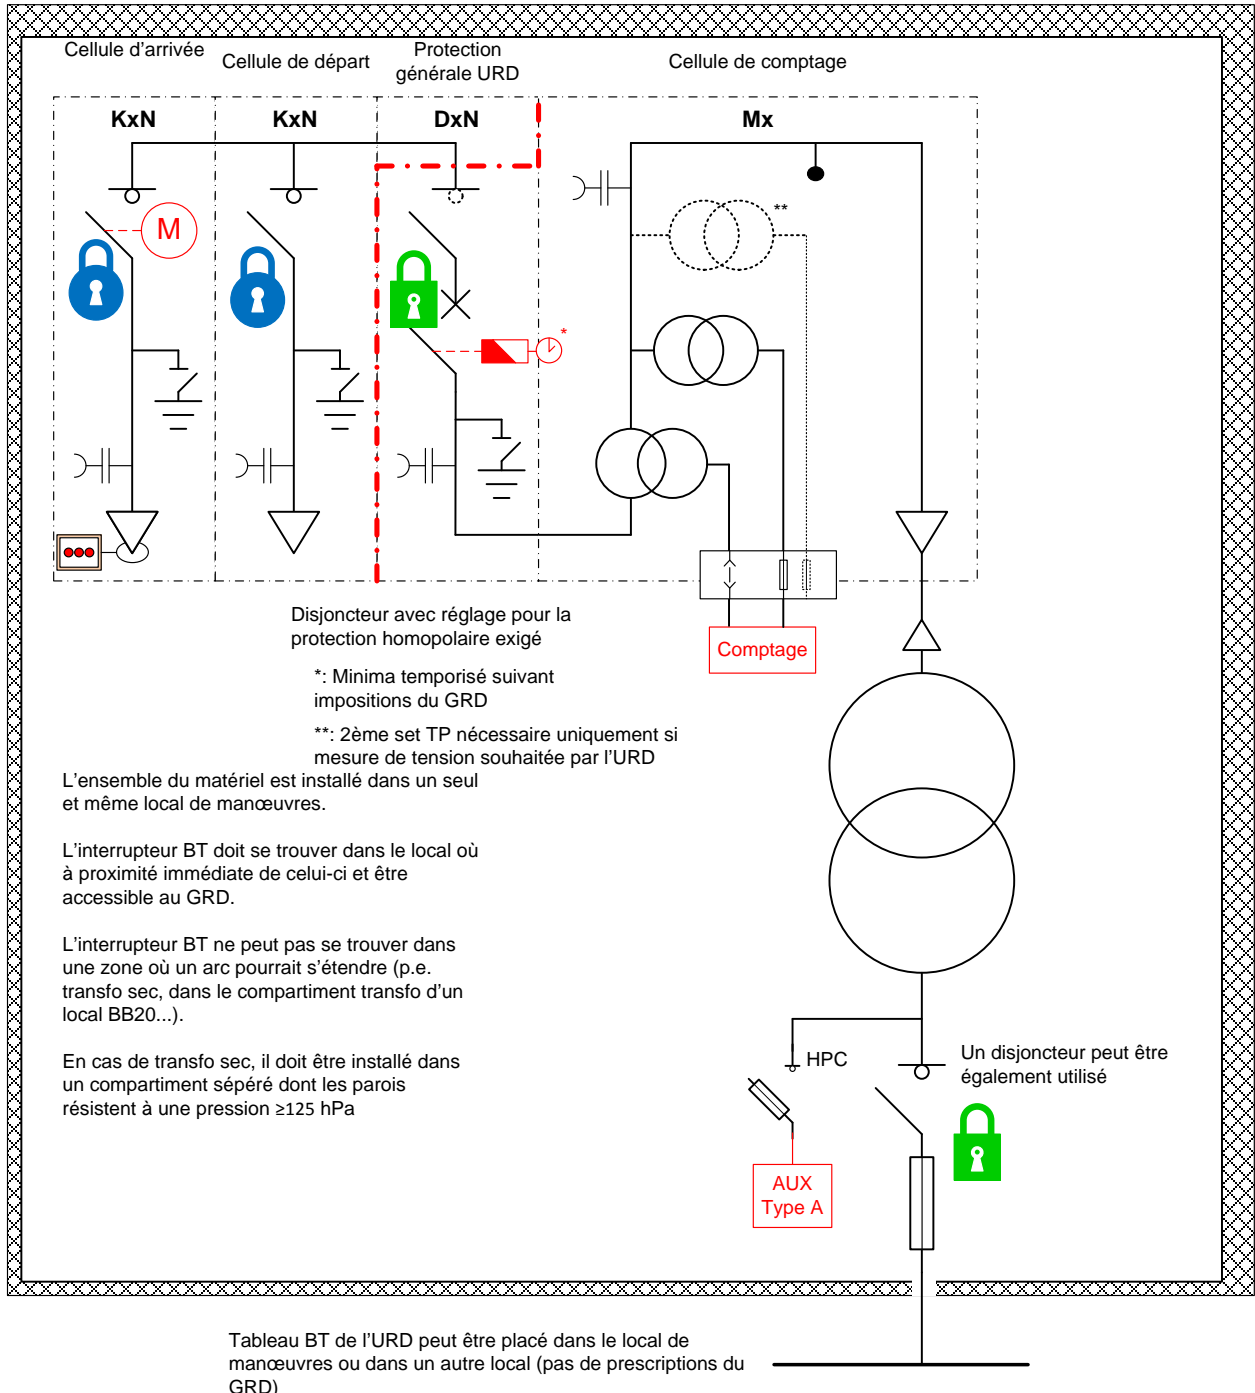 Cellule d'arrivée
Cellule de départ
Protection
générale URD
Cellule de comptage
KxN
KxN
DxN
Mx
M
**
*
Comptage
Disjoncteur avec réglage pour la
protection homopolaire exigé
*: Minima temporisé suivant
impositions du GRD
**: 2ème set TP nécessaire uniquement si
mesure de tension souhaitée par l'URD
L'ensemble du matériel est installé dans un seul
et même local de manœuvres.
L'interrupteur BT doit se trouver dans le local où
à proximité immédiate de celui-ci et être
accessible au GRD.
L'interrupteur BT ne peut pas se trouver dans
une zone où un arc pourrait s'étendre (p.e.
transfo sec, dans le compartiment transfo d'un
local BB20...).
En cas de transfo sec, il doit être installé dans
un compartiment sépéré dont les parois
résistent à une pression ≥125 hPa
HPC
Un disjoncteur peut être
également utilisé
AUX
Type A
Tableau BT de l'URD peut être placé dans le local de
manœuvres ou dans un autre local (pas de prescriptions du
GRD)